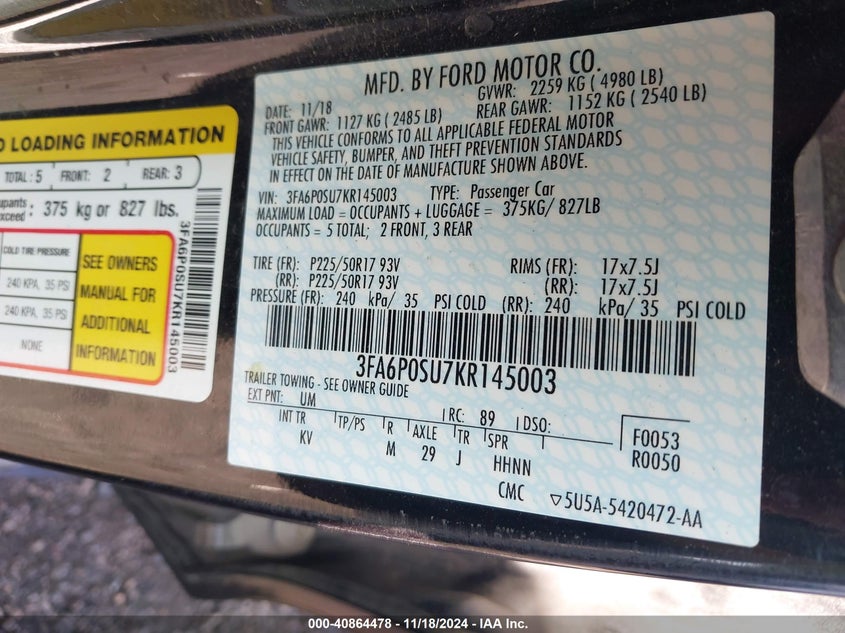 D LOADING INFORMATION
TOTAL: 5 FRONT: 2 REAR: 3
pants
exceed : 375 kg or 827 lbs.
COLD TIRE PRESSURE
240 KPA, 35 PSI
240 KPA, 35 PSI
NONE
SEE OWNERS
MANUAL FOR
ADDITIONAL
INFORMATION
3FA6P0SU7KR145003
MFD. BY FORD MOTOR CO.
DATE: 11/18 GVWR: 2259 KG ( 4980 LB)
FRONT GAWR: 1127 KG ( 2485 LB) REAR GAWR: 1152 KG ( 2540 LB)
THIS VEHICLE CONFORMS TO ALL APPLICABLE FEDERAL MOTOR
VEHICLE SAFETY, BUMPER, AND THEFT PREVENTION STANDARDS
IN EFFECT ON THE DATE OF MANUFACTURE SHOWN ABOVE.
VIN: 3FA6P0SU7KR145003 TYPE: Passenger Car
MAXIMUM LOAD = OCCUPANTS + LUGGAGE = 375KG/ 827LB
OCCUPANTS = 5 TOTAL; 2 FRONT, 3 REAR
TIRE (FR): P225/50R17 93V RIMS (FR): 17x7.5J
(RR): P225/50R17 93V (RR): 17x7.5J
PRESSURE (FR): 240 kPa/ 35 PSI COLD (RR): 240 kPa/ 35 PSI COLD
3FA6P0SU7KR145003
TRAILER TOWING - SEE OWNER GUIDE
EXT PNT: UM RC: 89 DSO: F0053
INT TR TP/PS R AXLE TR SPR R0050
KV M 29 J HHNN
CMC ▽5U5A-5420472-AA
000-40864478 - 11/18/2024 - IAA Inc.